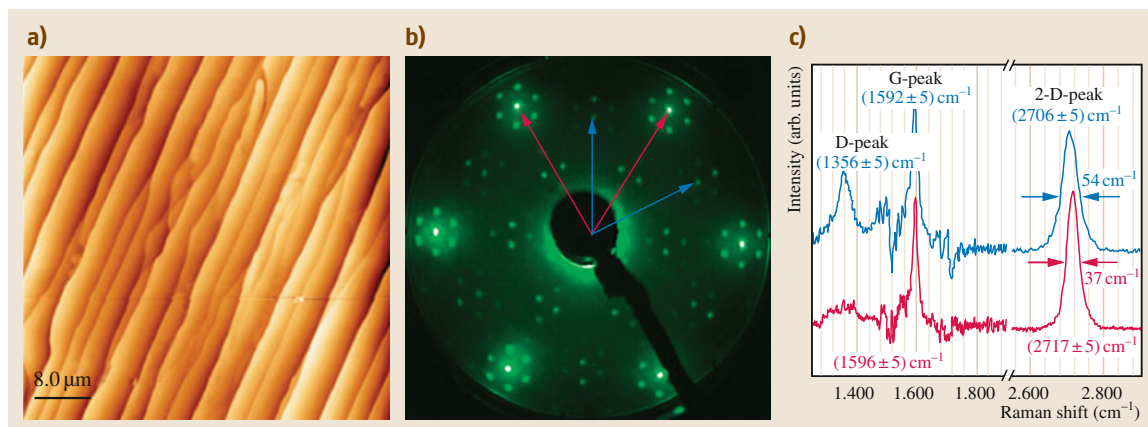 a)
8.0 µm
b)
c)
Intensity (arb. units)
G-peak
(1592 ± 5) cm⁻¹
2-D-peak
(2706 ± 5) cm⁻¹
D-peak
(1356 ± 5) cm⁻¹
54 cm⁻¹
37 cm⁻¹
(1596 ± 5) cm⁻¹
(2717 ± 5) cm⁻¹
1.400 1.600 1.800 2.600 2.800
Raman shift (cm⁻¹)